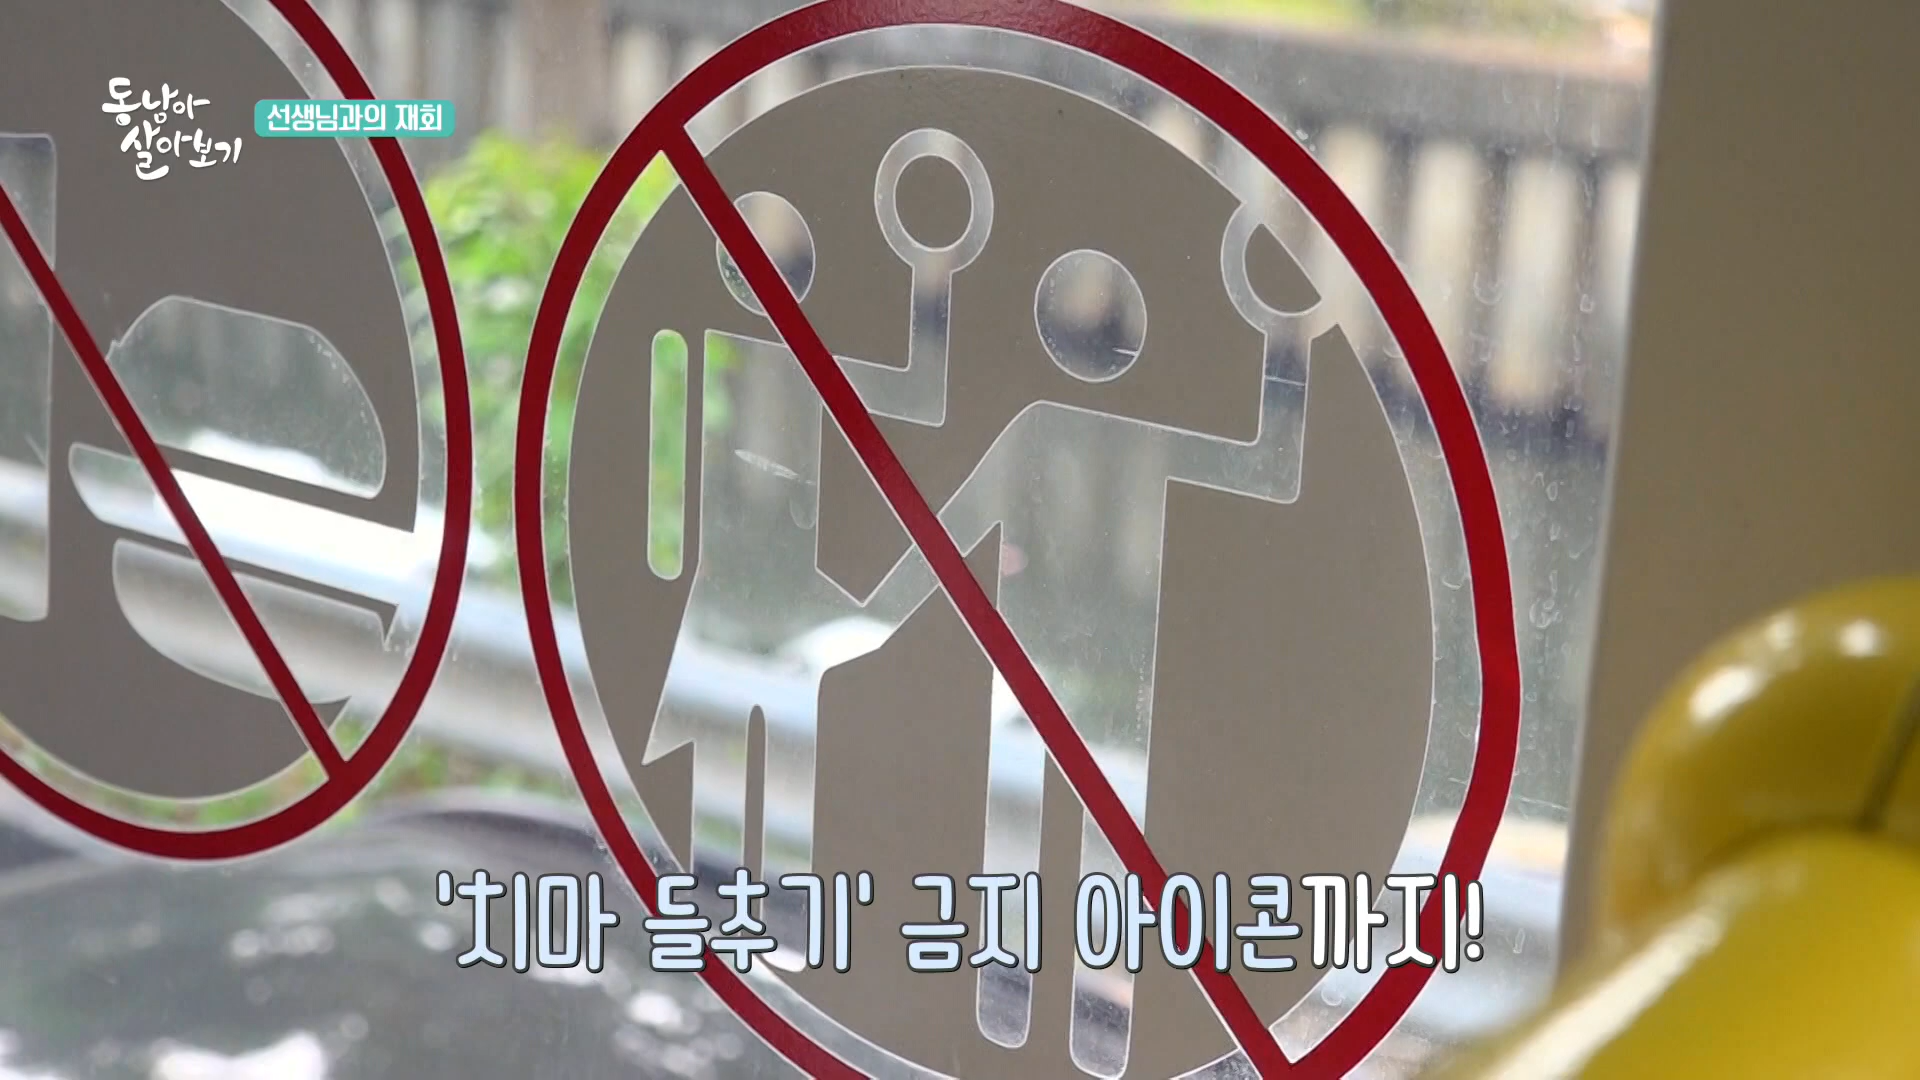 동남아
살아보기
선생님과의 재회
'치마 들추기' 금지 아이콘까지!